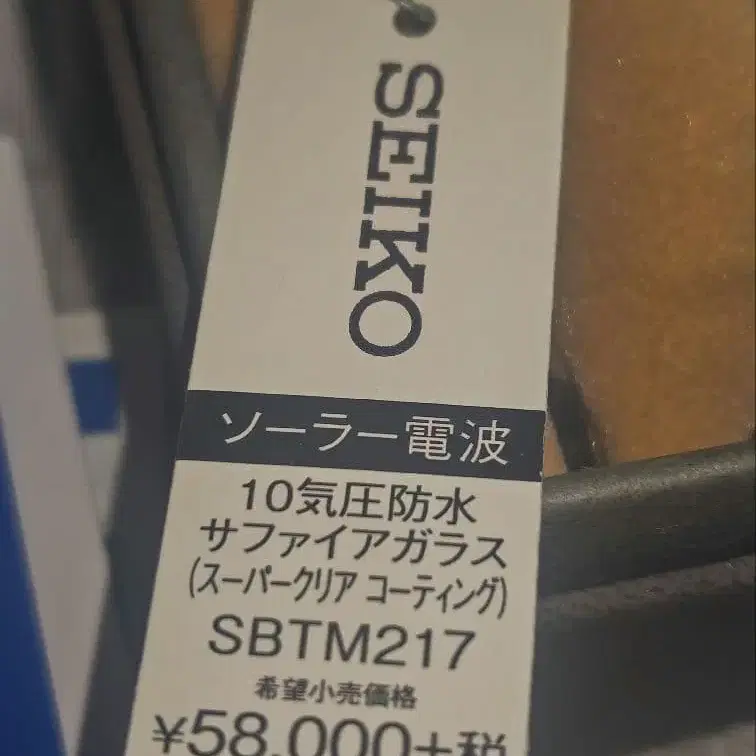 SEIKO
ソーラー電波
10気圧防水
サファイアガラス
(スーパークリア コーティング)
SBTM217
希望小売価格
¥58,000+税